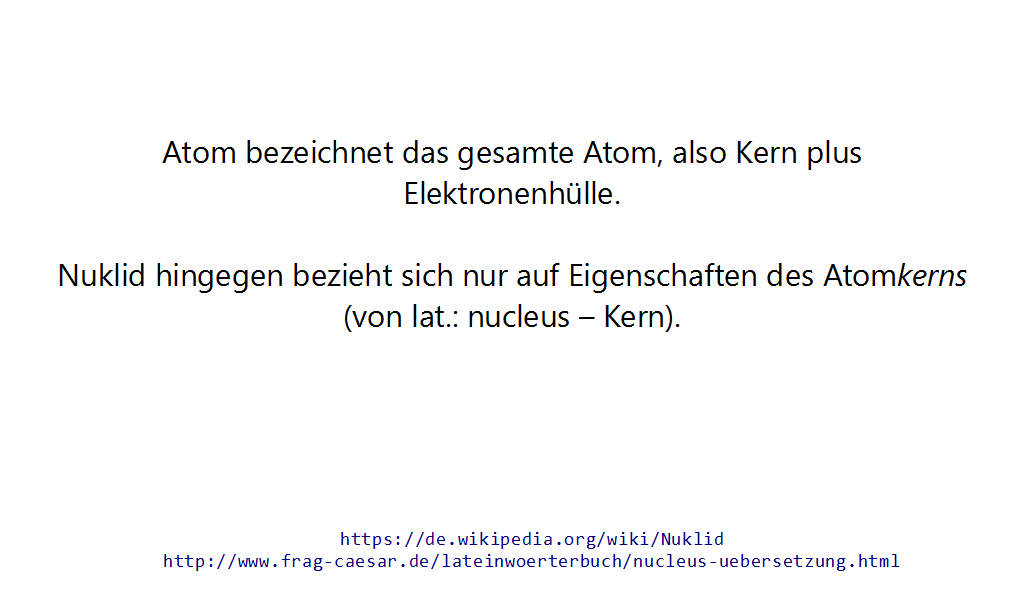 Atom bezeichnet das gesamte Atom, also Kern plus
Elektronenhülle.
Nuklid hingegen bezieht sich nur auf Eigenschaften des Atomkerns
(von lat.: nucleus – Kern).
https://de.wikipedia.org/wiki/Nuklid
http://www.frag-caesar.de/lateinwoerterbuch/nucleus-uebersetzung.html